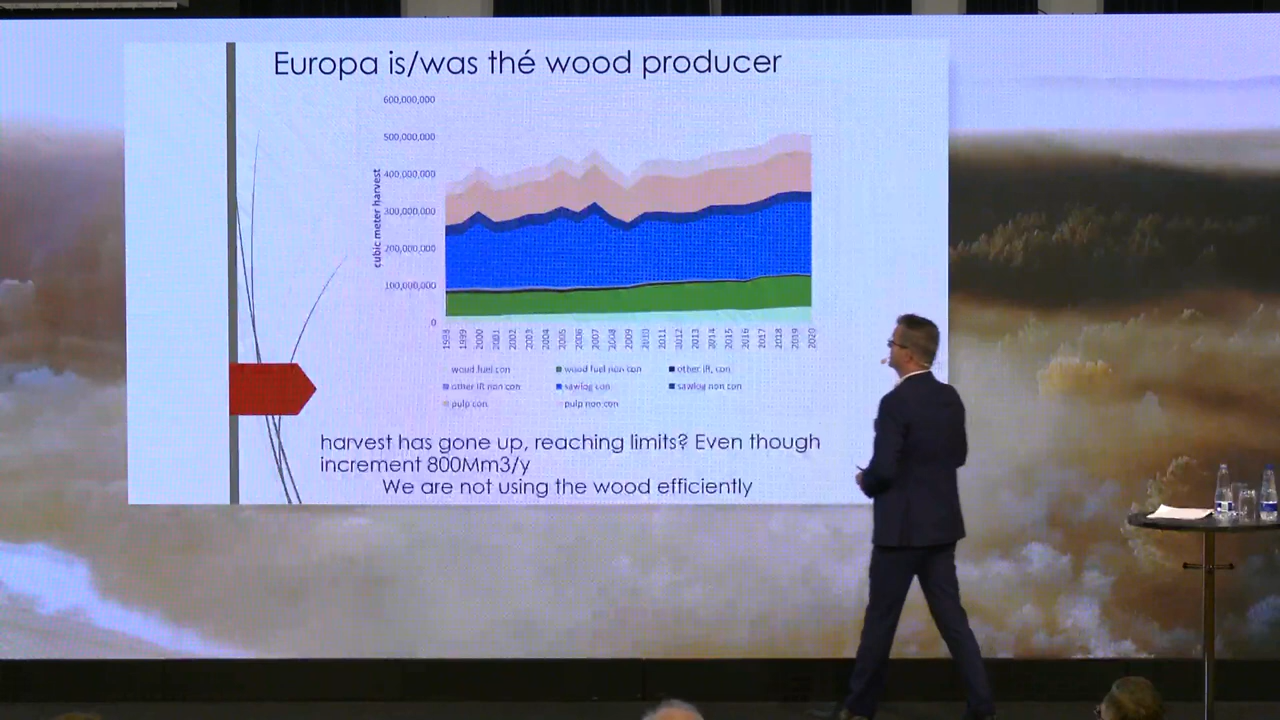 Europa is/was thé wood producer
600,000,000
500,000,000
400,000,000
300,000,000
200,000,000
100,000,000
0
cubic meter harvest
1998 1999 2000 2001 2002 2003 2004 2005 2006 2007 2008 2009 2010 2011 2012 2013 2014 2015 2016 2017 2018 2019 2020
woud fuel con wood fuel non con other IR, con
other IR non con sawlog con sawlog non con
pulp con pulp non con
harvest has gone up, reaching limits? Even though
increment 800Mm3/y
We are not using the wood efficiently